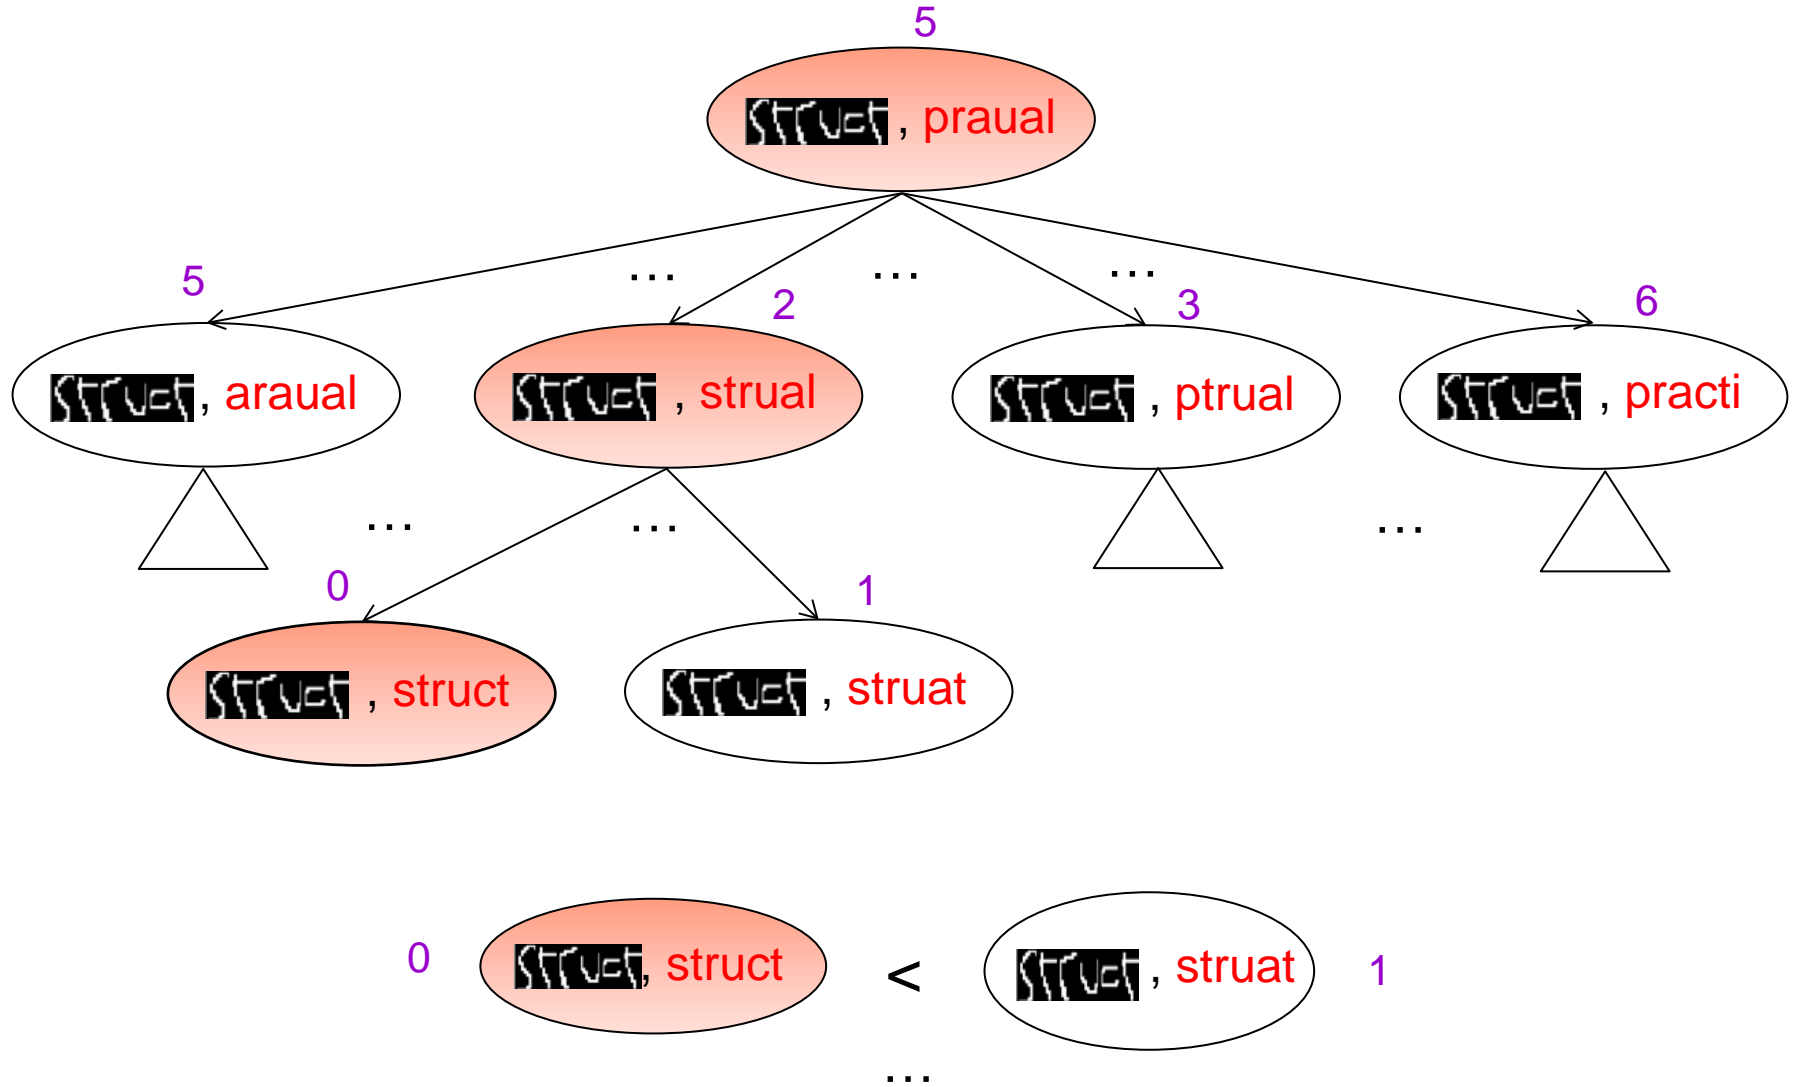 5
Struct , praual
… … …
5 2 3 6
Struct , araual
Struct , strual
Struct , ptrual
Struct , practi
… … …
0 1
Struct , struct
Struct , struat
0 Struct, struct < Struct , struat 1
…